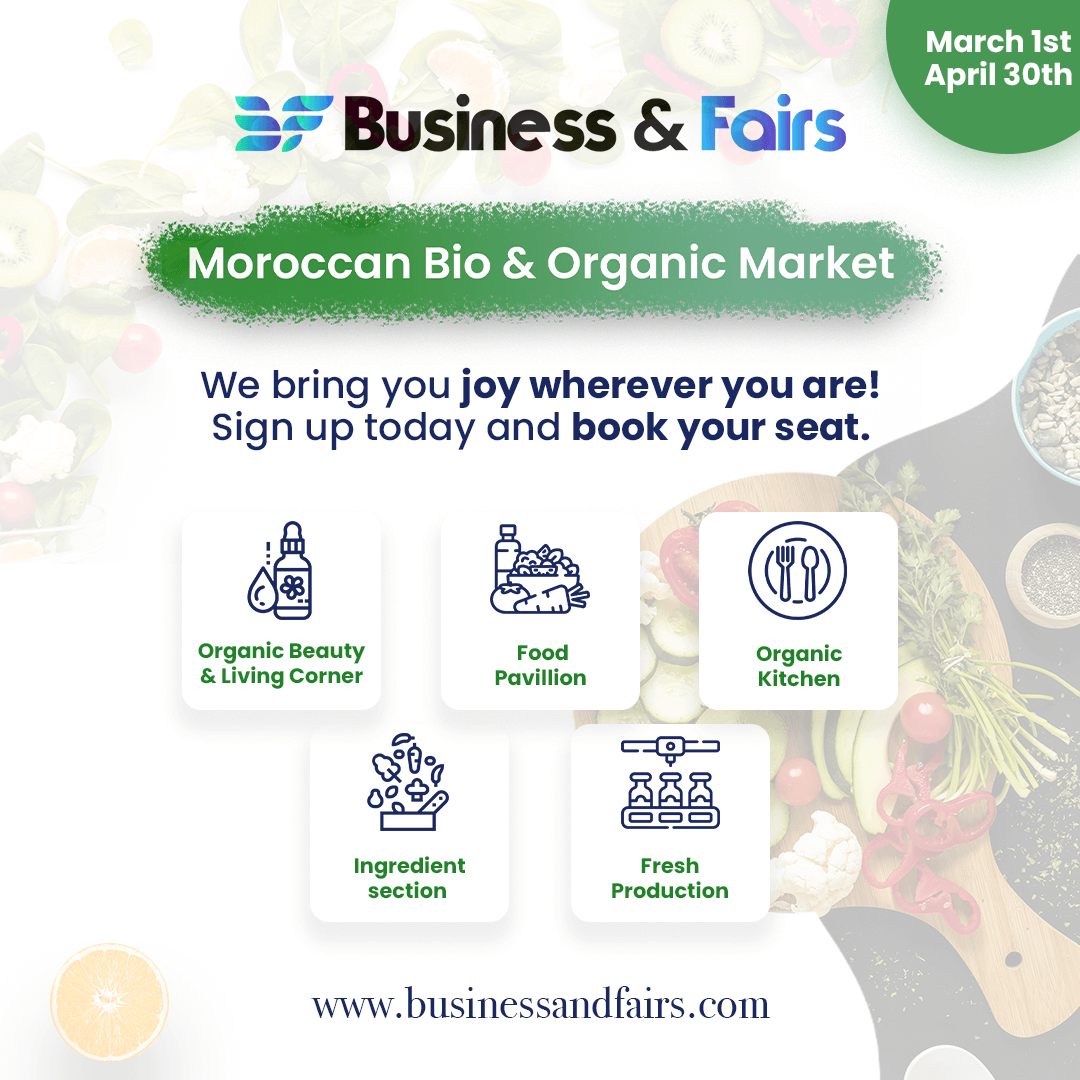 March 1st
April 30th
Business & Fairs
Moroccan Bio & Organic Market
We bring you joy wherever you are!
Sign up today and book your seat.
Organic Beauty
& Living Corner
Food
Pavillion
Organic
Kitchen
Ingredient
section
Fresh
Production
www.businessandfairs.com